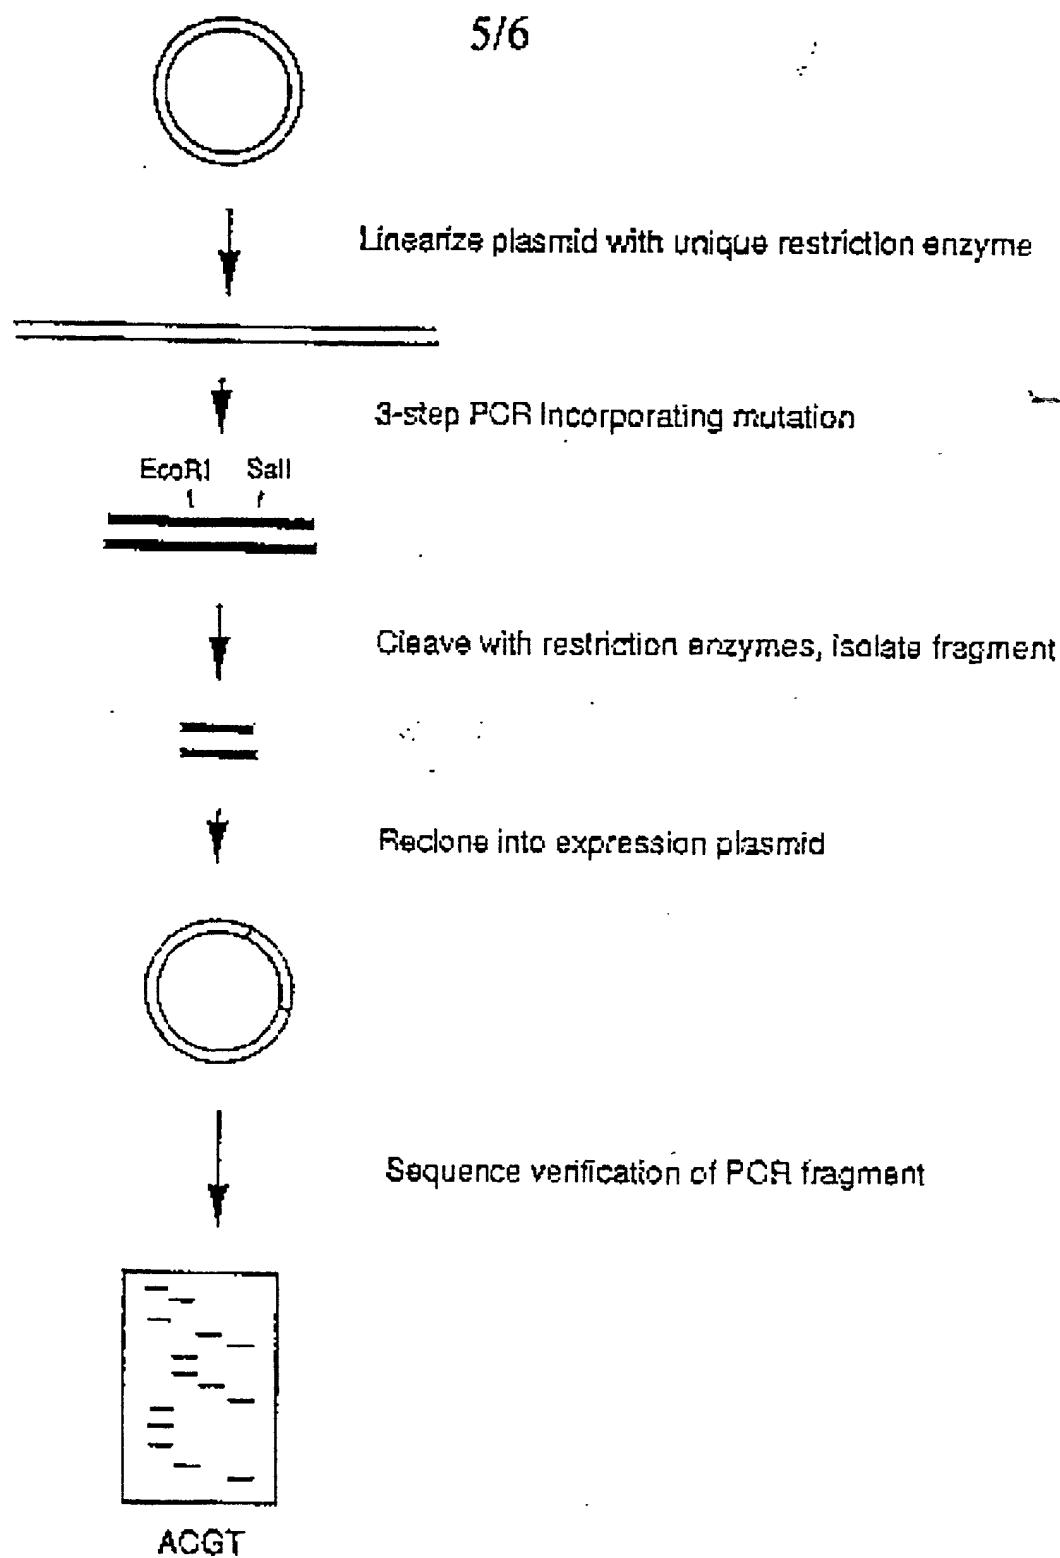 5/6
Linearize plasmid with unique restriction enzyme
3-step PCR Incorporating mutation
EcoRI SalI
Cleave with restriction enzymes, isolate fragment
Reclone into expression plasmid
Sequence verification of PCR fragment
ACGT